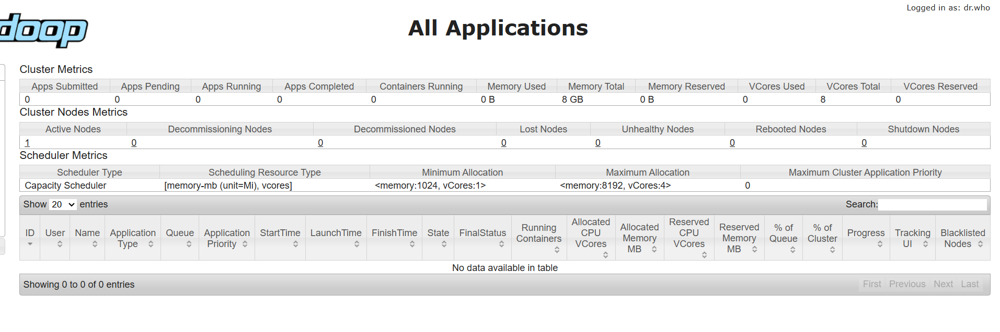 Logged in as: dr.who
doop
All Applications
Cluster Metrics
Apps Submitted Apps Pending Apps Running Apps Completed Containers Running Memory Used Memory Total Memory Reserved VCores Used VCores Total VCores Reserved
0 0 0 0 0 0 B 8 GB 0 B 0 8 0
Cluster Nodes Metrics
Active Nodes Decommissioning Nodes Decommissioned Nodes Lost Nodes Unhealthy Nodes Rebooted Nodes Shutdown Nodes
1 0 0 0 0 0 0
Scheduler Metrics
Scheduler Type Scheduling Resource Type Minimum Allocation Maximum Allocation Maximum Cluster Application Priority
Capacity Scheduler [memory-mb (unit=Mi), vcores] <memory:1024, vCores:1> <memory:8192, vCores:4> 0
Show 20 entries Search:
ID User Name Application Type Queue Application Priority StartTime LaunchTime FinishTime State FinalStatus Running Containers Allocated CPU VCores Allocated Memory MB Reserved CPU VCores Reserved Memory MB % of Queue % of Cluster Progress Tracking UI Blacklisted Nodes
No data available in table
Showing 0 to 0 of 0 entries First Previous Next Last